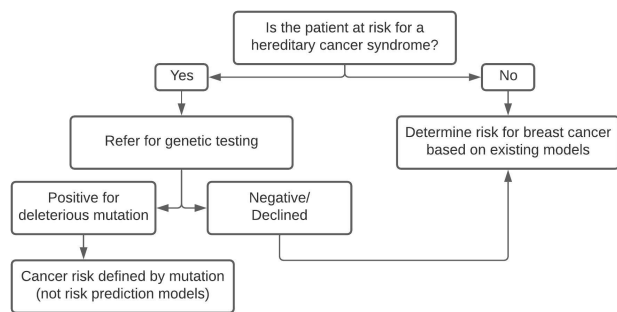 Is the patient at risk for a
hereditary cancer syndrome?
Yes
No
Refer for genetic testing
Determine risk for breast cancer
based on existing models
Positive for
deleterious mutation
Negative/
Declined
Cancer risk defined by mutation
(not risk prediction models)